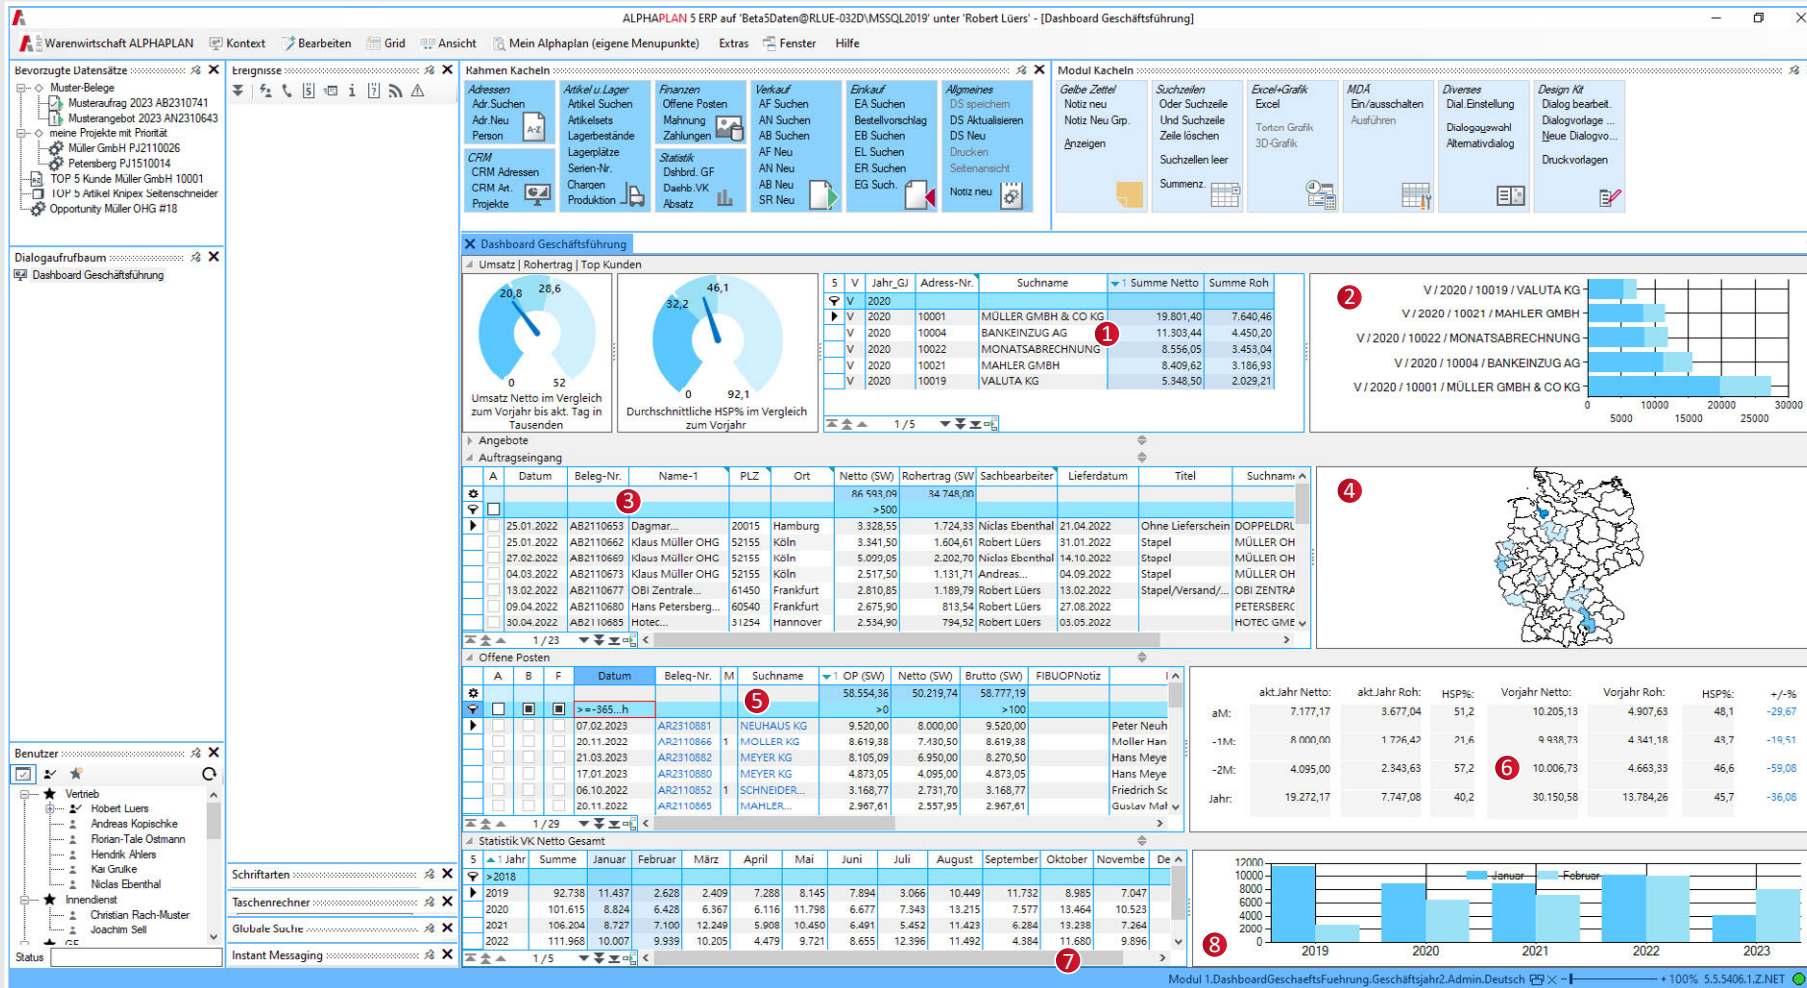 ALPHAPLAN 5 ERP auf 'Beta5Daten@RLUE-032D\MSSQL2019' unter 'Robert Lüers' - [Dashboard Geschäftsführung]
Warenwirtschaft ALPHAPLAN Kontext Bearbeiten Grid Ansicht Mein Alphaplan (eigene Menupunkte) Extras Fenster Hilfe
Bevorzugte Datensätze
Muster-Belege
Musterauftrag 2023 AB2310741
Musterangebot 2023 AN2310643
meine Projekte mit Priorität
Müller GmbH PJ2110026
Petersberg PJ1510014
TOP 5 Kunde Müller GmbH 10001
TOP 5 Artikel Knipex Seitenschneider
Opportunity Müller OHG #18
Dialogaufrufbaum
Dashboard Geschäftsführung
Benutzer
Vertrieb
Robert Luers
Andreas Kopischke
Florian-Tale Ostmann
Hendrik Ahlers
Kai Grulke
Niclas Ebenthal
Innendienst
Christian Rach-Muster
Joachim Sell
GF
Status
Ereignisse
Schriftarten
Taschenrechner
Globale Suche
Instant Messaging
Rahmen Kacheln
Adressen
Adr.Suchen
Adr.Neu
Person
A-Z
CRM
CRM Adressen
CRM Art.
Projekte
Artikel u.Lager
Artikel Suchen
Artikelsets
Lagerbestände
Lagerplätze
Serien-Nr.
Chargen
Produktion
Finanzen
Offene Posten
Mahnung
Zahlungen
Statistik
Dshbrd. GF
Dashb.VK
Absatz
Verkauf
AF Suchen
AN Suchen
AB Suchen
AF Neu
AN Neu
AB Neu
SR Neu
Einkauf
EA Suchen
Bestellvorschlag
EB Suchen
EL Suchen
ER Suchen
EG Such.
Allgmeines
DS speichern
DS Aktualisieren
DS Neu
Drucken
Seitenansicht
Notiz neu
Modul Kacheln
Gelbe Zettel
Notiz neu
Notiz Neu Grp.
Anzeigen
Suchzeilen
Oder Suchzeile
Und Suchzeile
Zeile löschen
Suchzeilen leer
Summenz.
Excel+Grafik
Excel
Torten Grafik
3D-Grafik
MDÄ
Ein/ausschalten
Ausführen
Diverses
Dial.Einstellung
Dialogauswahl
Alternativdialog
Design Kit
Dialog bearbeit.
Dialogvorlage ...
Neue Dialogvo...
Druckvorlagen
Dashboard Geschäftsführung
Umsatz | Rohertrag | Top Kunden
20,8 28,6
0 52
Umsatz Netto im Vergleich
zum Vorjahr bis akt. Tag in
Tausenden
32,2 46,1
0 92,1
Durchschnittliche HSP% im Vergleich
zum Vorjahr
5 V Jahr_GJ Adress-Nr. Suchname 1 Summe Netto Summe Roh
V 2020
V 2020 10001 MÜLLER GMBH & CO KG 19.801,40 7.640,46
V 2020 10004 BANKEINZUG AG 11.303,44 4.450,20
V 2020 10022 MONATSABRECHNUNG 8.556,05 3.453,04
V 2020 10021 MAHLER GMBH 8.409,62 3.186,93
V 2020 10019 VALUTA KG 5.348,50 2.029,21
1
1/5
2
V / 2020 / 10019 / VALUTA KG
V / 2020 / 10021 / MAHLER GMBH
V / 2020 / 10022 / MONATSABRECHNUNG
V / 2020 / 10004 / BANKEINZUG AG
V / 2020 / 10001 / MÜLLER GMBH & CO KG
0 10000 20000 30000
5000 15000 25000
Angebote
Auftragseingang
A Datum Beleg-Nr. Name-1 PLZ Ort Netto (SW) Rohertrag (SW Sachbearbeiter Lieferdatum Titel Suchname
86.593,09 34.748,00
>500
3
25.01.2022 AB2110653 Dagmar... 20015 Hamburg 3.328,55 1.724,33 Niclas Ebenthal 21.04.2022 Ohne Lieferschein DOPPELDRU
25.01.2022 AB2110662 Klaus Müller OHG 52155 Köln 3.341,50 1.604,61 Robert Lüers 31.01.2022 Stapel MÜLLER OH
27.02.2022 AB2110669 Klaus Müller OHG 52155 Köln 5.099,05 2.202,70 Niclas Ebenthal 14.10.2022 Stapel MÜLLER OH
04.03.2022 AB2110673 Klaus Müller OHG 52155 Köln 2.517,50 1.131,71 Andreas... 04.09.2022 Stapel MÜLLER OH
13.02.2022 AB2110677 OBI Zentrale... 61450 Frankfurt 2.810,85 1.189,79 Robert Lüers 13.02.2022 Stapel/Versand/... OBI ZENTRA
09.04.2022 AB2110680 Hans Petersberg... 60540 Frankfurt 2.675,90 813,54 Robert Lüers 27.08.2022 PETERSBERG
30.04.2022 AB2110685 Hotec... 31254 Hannover 2.534,90 794,52 Robert Lüers 03.05.2022 HOTEC GME
1/23
4
Offene Posten
A B F Datum Beleg-Nr. M Suchname 1 OP (SW) Netto (SW) Brutto (SW) FIBUOPNotiz
58.554,36 50.219,74 58.777,19
>=-365...h >0 >100
5
07.02.2023 AR2310881 NEUHAUS KG 9.520,00 8.000,00 9.520,00 Peter Neuh
20.11.2022 AR2110866 1 MOLLER KG 8.619,38 7.430,50 8.619,38 Moller Han
21.03.2023 AR2310882 MEYER KG 8.105,09 6.950,00 8.270,50 Hans Meye
17.01.2023 AR2310880 MEYER KG 4.873,05 4.095,00 4.873,05 Hans Meye
06.10.2022 AR2110852 1 SCHNEIDER... 3.168,77 2.731,70 3.168,77 Friedrich Sc
20.11.2022 AR2110865 MAHLER... 2.967,61 2.557,95 2.967,61 Gustav Mah
1/29
akt.Jahr Netto: akt.Jahr Roh: HSP%: Vorjahr Netto: Vorjahr Roh: HSP%: +/-%
aM: 7.177,17 3.677,04 51,2 10.205,13 4.907,63 48,1 -29,67
-1M: 8.000,00 1.726,42 21,6 9.938,73 4.341,18 43,7 -19,51
-2M: 4.095,00 2.343,63 57,2 6 10.006,73 4.663,33 46,6 -59,08
Jahr: 19.272,17 7.747,08 40,2 30.150,58 13.784,26 45,7 -36,08
Statistik VK Netto Gesamt
5 1 Jahr Summe Januar Februar März April Mai Juni Juli August September Oktober Novembe De
>2018
2019 92.738 11.437 2.628 2.409 7.288 8.145 7.894 3.066 10.449 11.732 8.985 7.047
2020 101.615 8.824 6.428 6.367 6.116 11.798 6.677 7.343 13.215 7.577 13.464 10.523
2021 106.204 8.727 7.100 12.249 5.908 10.450 6.491 5.452 11.423 6.284 13.238 7.264
2022 111.968 10.007 9.939 10.205 4.479 9.721 8.655 12.396 11.492 4.384 11.680 9.896
1/5
7
12000
10000
8000
6000
4000
2000
0
Januar Februar
8
2019 2020 2021 2022 2023
Modul 1.DashboardGeschaeftsFuehrung.Geschäftsjahr2.Admin.Deutsch + 100% 5.5.5406.1.Z.NET